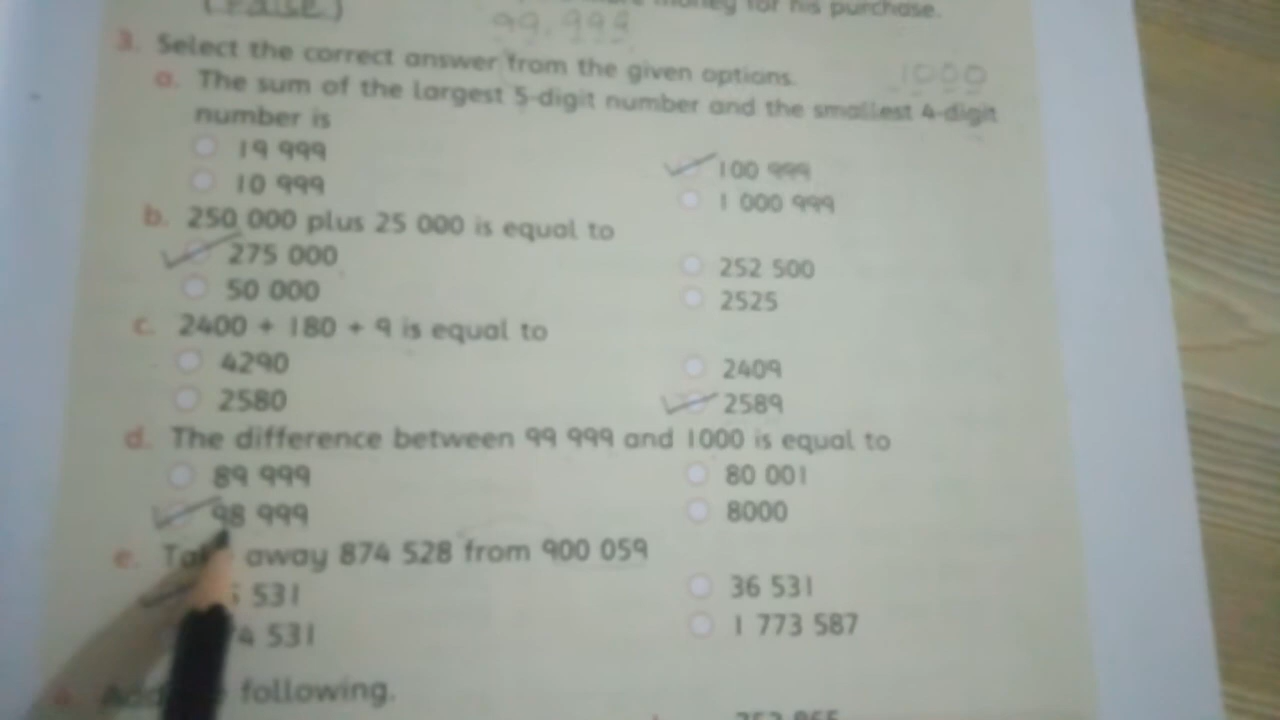 (False)
money for his purchase.
99,999
3. Select the correct answer from the given options.
1000
a. The sum of the largest 5-digit number and the smallest 4-digit
number is
19 999
100 999
10 999
1 000 999
b. 250 000 plus 25 000 is equal to
275 000
252 500
50 000
2525
c. 2400 + 180 + 9 is equal to
4290
2409
2580
2589
d. The difference between 99 999 and 1000 is equal to
89 999
80 001
98 999
8000
e. away 874 528 from 900 059
531
36 531
4 531
1 773 587
following.